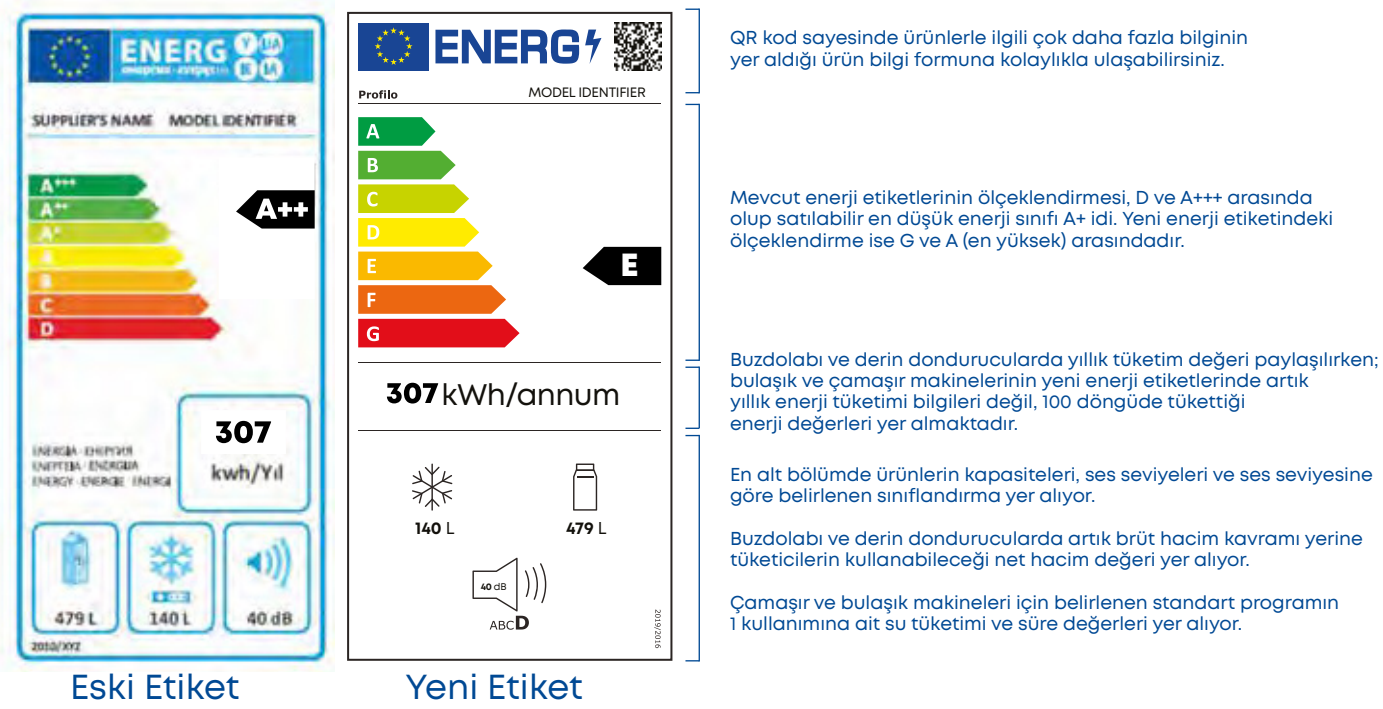 ENERG
Y IJA
IE IA
SUPPLIER'S NAME MODEL IDENTIFIER
A+++
A++
A+
A
B
C
D
A++
307
kwh/Yıl
ENERGY
479 L
140 L
40 dB
2010/XYZ
Eski Etiket
ENERG
Profilo
MODEL IDENTIFIER
A
B
C
D
E
F
G
E
307 kWh/annum
140 L
479 L
40 dB
ABCD
2019/2016
Yeni Etiket
QR kod sayesinde ürünlerle ilgili çok daha fazla bilginin
yer aldığı ürün bilgi formuna kolaylıkla ulaşabilirsiniz.
Mevcut enerji etiketlerinin ölçeklendirmesi, D ve A+++ arasında
olup satılabilir en düşük enerji sınıfı A+ idi. Yeni enerji etiketindeki
ölçeklendirme ise G ve A (en yüksek) arasındadır.
Buzdolabı ve derin dondurucularda yıllık tüketim değeri paylaşılırken;
bulaşık ve çamaşır makinelerinin yeni enerji etiketlerinde artık
yıllık enerji tüketimi bilgileri değil, 100 döngüde tükettiği
enerji değerleri yer almaktadır.
En alt bölümde ürünlerin kapasiteleri, ses seviyeleri ve ses seviyesine
göre belirlenen sınıflandırma yer alıyor.
Buzdolabı ve derin dondurucularda artık brüt hacim kavramı yerine
tüketicilerin kullanabileceği net hacim değeri yer alıyor.
Çamaşır ve bulaşık makineleri için belirlenen standart programın
1 kullanımına ait su tüketimi ve süre değerleri yer alıyor.